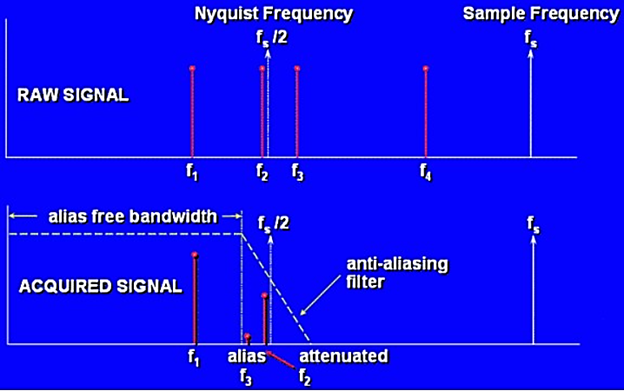 Nyquist Frequency
Sample Frequency
fs /2
fs
RAW SIGNAL
f1
f2
f3
f4
alias free bandwidth
fs /2
fs
anti-aliasing
filter
ACQUIRED SIGNAL
f1
alias
f3
attenuated
f2